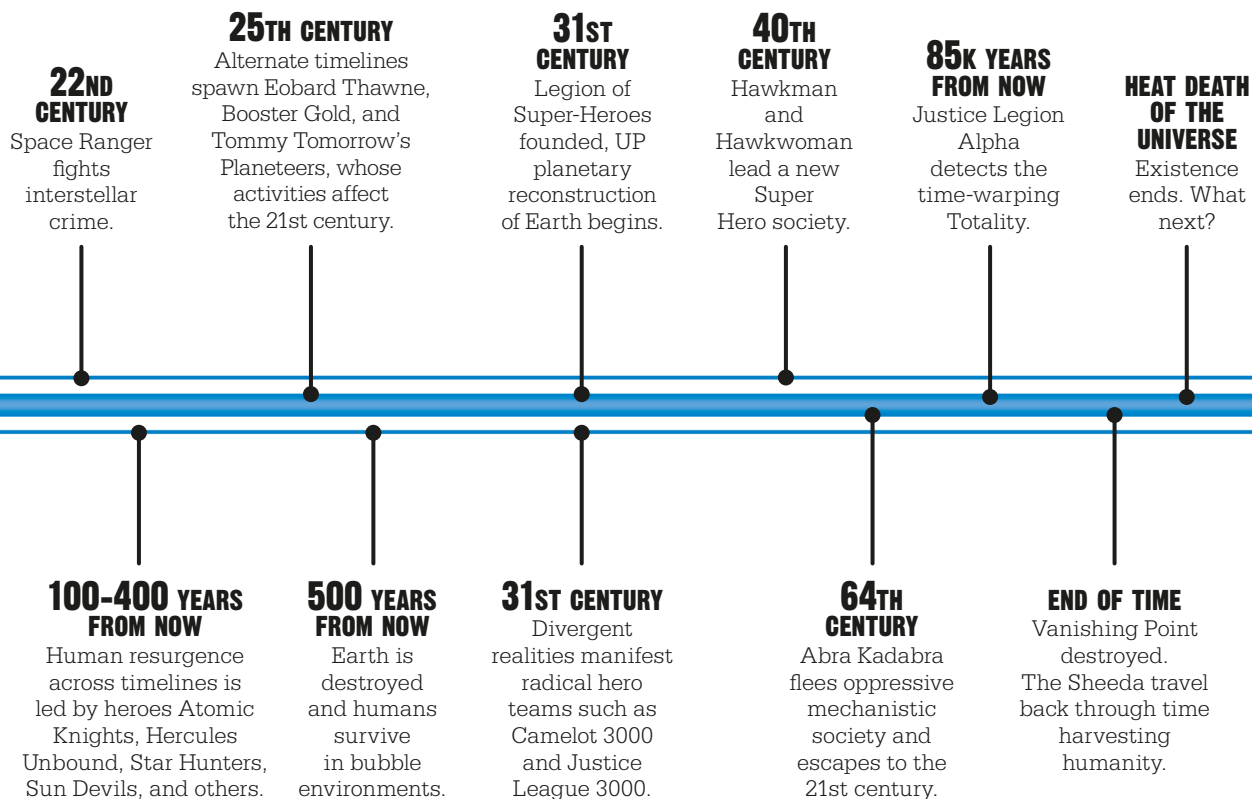 22ND
CENTURY
Space Ranger
fights
interstellar
crime.
25TH CENTURY
Alternate timelines
spawn Eobard Thawne,
Booster Gold, and
Tommy Tomorrow’s
Planeteers, whose
activities affect
the 21st century.
31ST
CENTURY
Legion of
Super-Heroes
founded, UP
planetary
reconstruction
of Earth begins.
40TH
CENTURY
Hawkman
and
Hawkwoman
lead a new
Super
Hero society.
85K YEARS
FROM NOW
Justice Legion
Alpha
detects the
time-warping
Totality.
HEAT DEATH
OF THE
UNIVERSE
Existence
ends. What
next?
100-400 YEARS
FROM NOW
Human resurgence
across timelines is
led by heroes Atomic
Knights, Hercules
Unbound, Star Hunters,
Sun Devils, and others.
500 YEARS
FROM NOW
Earth is
destroyed
and humans
survive
in bubble
environments.
31ST CENTURY
Divergent
realities manifest
radical hero
teams such as
Camelot 3000
and Justice
League 3000.
64TH
CENTURY
Abra Kadabra
flees oppressive
mechanistic
society and
escapes to the
21st century.
END OF TIME
Vanishing Point
destroyed.
The Sheeda travel
back through time
harvesting
humanity.